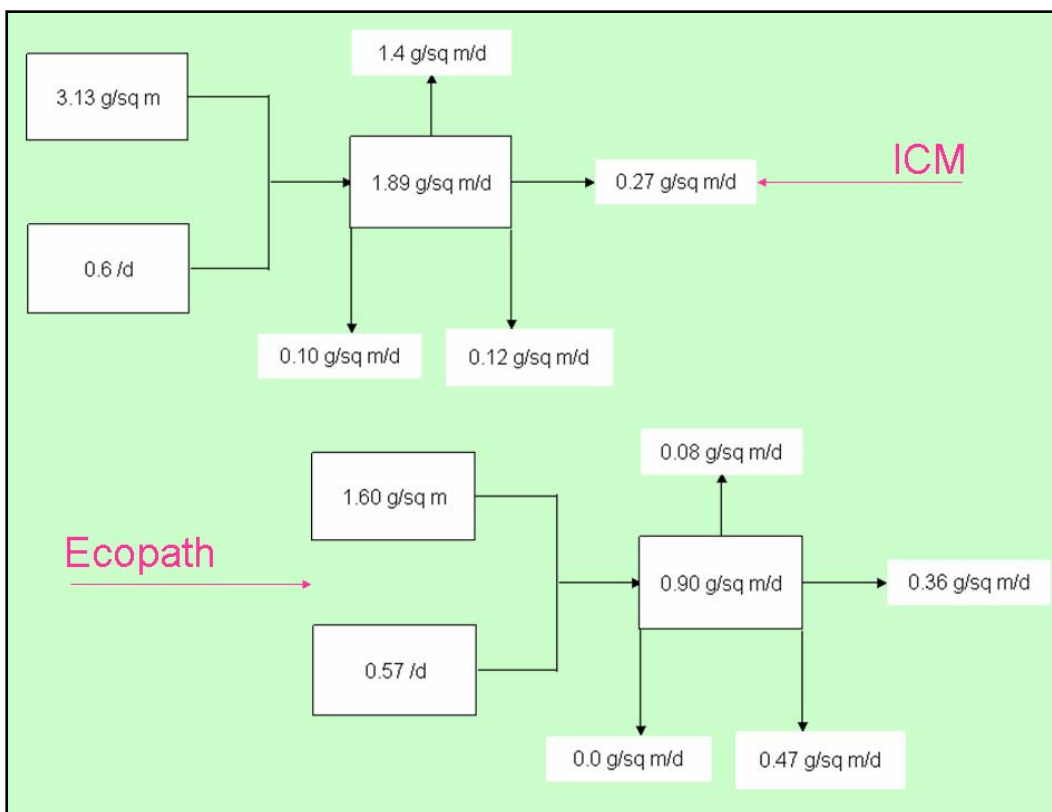 1.4 g/sq m/d
3.13 g/sq m
ICM
1.89 g/sq m/d
0.27 g/sq m/d
0.6 /d
0.10 g/sq m/d
0.12 g/sq m/d
0.08 g/sq m/d
1.60 g/sq m
Ecopath
0.90 g/sq m/d
0.36 g/sq m/d
0.57 /d
0.0 g/sq m/d
0.47 g/sq m/d